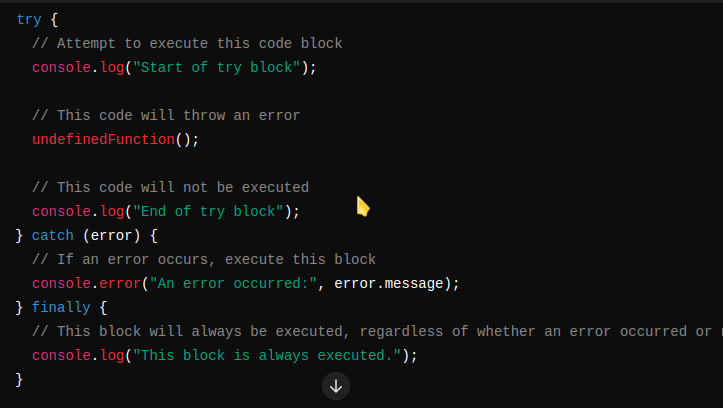 try {
// Attempt to execute this code block
console.log("Start of try block");
// This code will throw an error
undefinedFunction();
// This code will not be executed
console.log("End of try block");
} catch (error) {
// If an error occurs, execute this block
console.error("An error occurred:", error.message);
} finally {
// This block will always be executed, regardless of whether an error occurred or
console.log("This block is always executed.");
}